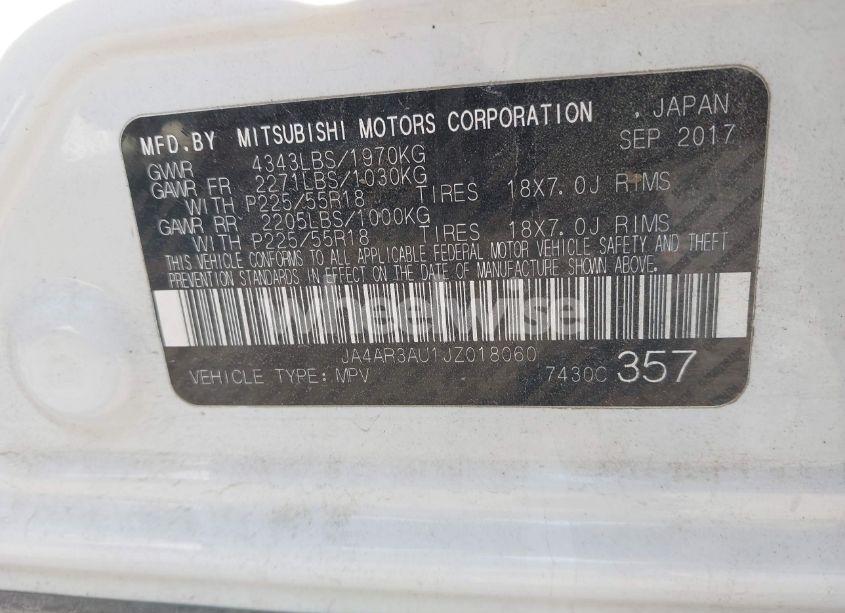 MFD.BY MITSUBISHI MOTORS CORPORATION . JAPAN
GVWR 4343LBS/1970KG SEP 2017
GAWR FR 2271LBS/1030KG
WITH P225/55R18 TIRES 18X7.0J RIMS
GAWR RR 2205LBS/1000KG
WITH P225/55R18 TIRES 18X7.0J RIMS
THIS VEHICLE CONFORMS TO ALL APPLICABLE FEDERAL MOTOR VEHICLE SAFETY AND THEFT
PREVENTION STANDARDS IN EFFECT ON THE DATE OF MANUFACTURE SHOWN ABOVE.
wheelwise
JA4AR3AU1JZ018060
VEHICLE TYPE: MPV 7430C 357